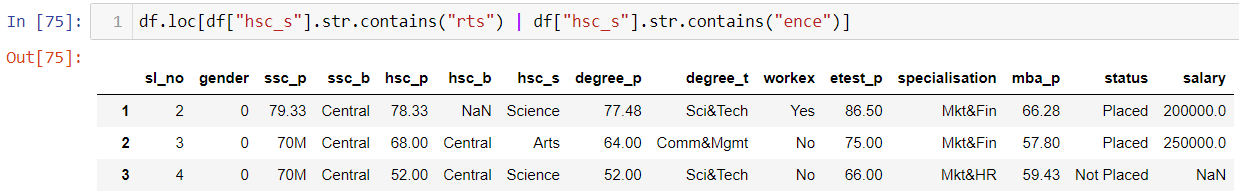 In [75]: 1 df.loc[df["hsc_s"].str.contains("rts") | df["hsc_s"].str.contains("ence")]
Out[75]:
sl_no gender ssc_p ssc_b hsc_p hsc_b hsc_s degree_p degree_t workex etest_p specialisation mba_p status salary
1 2 0 79.33 Central 78.33 NaN Science 77.48 Sci&Tech Yes 86.50 Mkt&Fin 66.28 Placed 200000.0
2 3 0 70M Central 68.00 Central Arts 64.00 Comm&Mgmt No 75.00 Mkt&Fin 57.80 Placed 250000.0
3 4 0 70M Central 52.00 Central Science 52.00 Sci&Tech No 66.00 Mkt&HR 59.43 Not Placed NaN